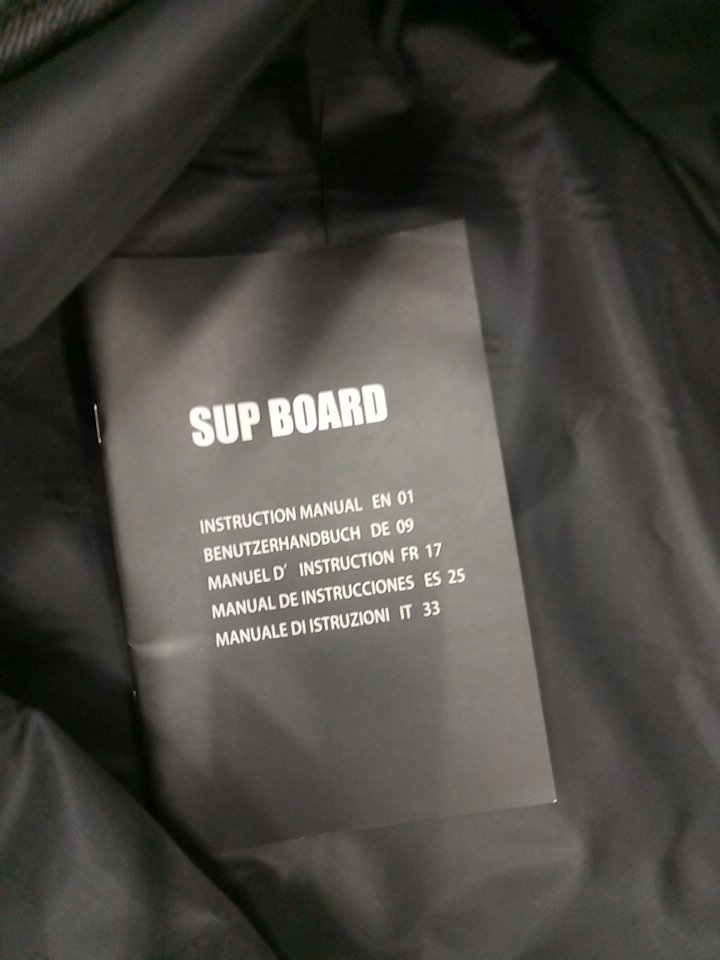 SUP BOARD
INSTRUCTION MANUAL EN 01
BENUTZERHANDBUCH DE 09
MANUEL D' INSTRUCTION FR 17
MANUAL DE INSTRUCCIONES ES 25
MANUALE DI ISTRUZIONI IT 33